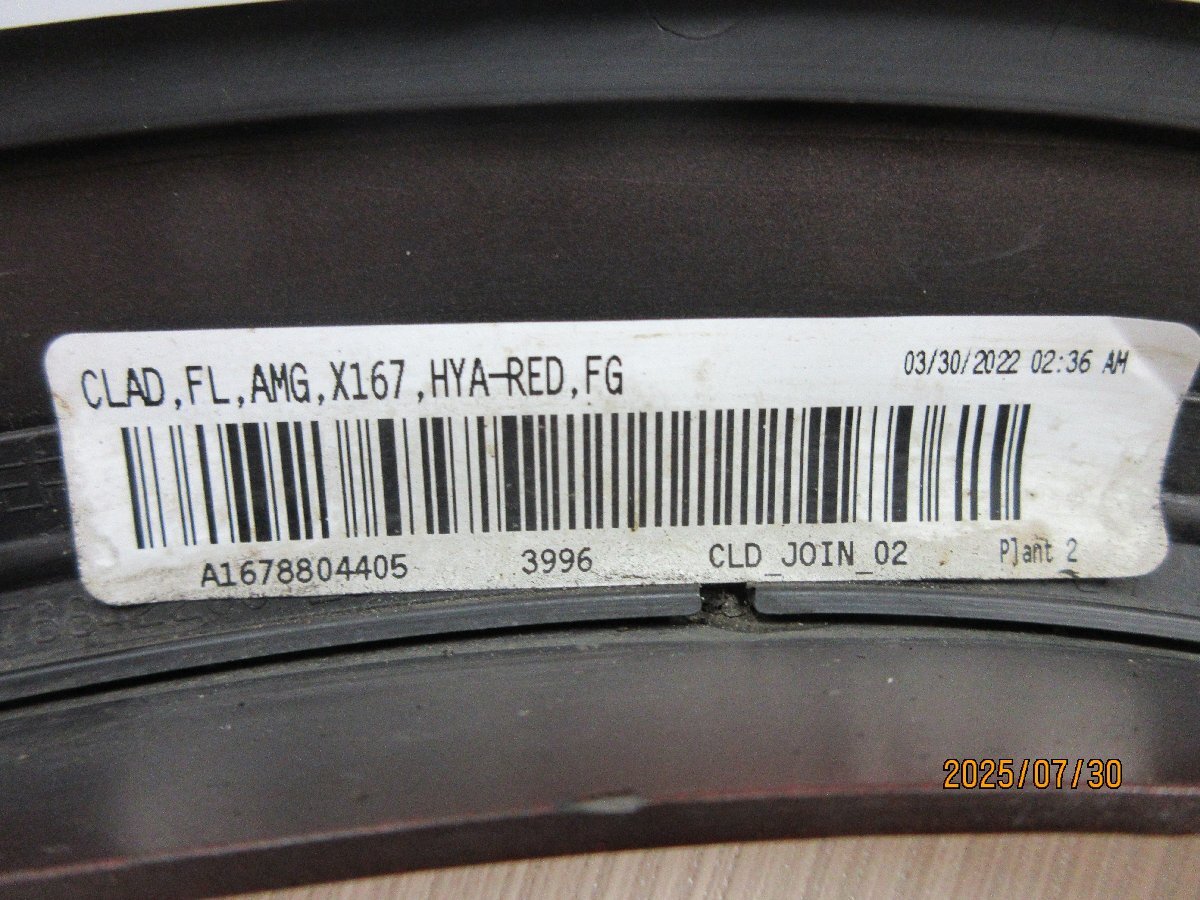 CLAD,FL,AMG,X167,HYA-RED,FG 03/30/2022 02:36 AM
A1678804405 3996 CLD_JOIN_02 Plant 2
2025/07/30